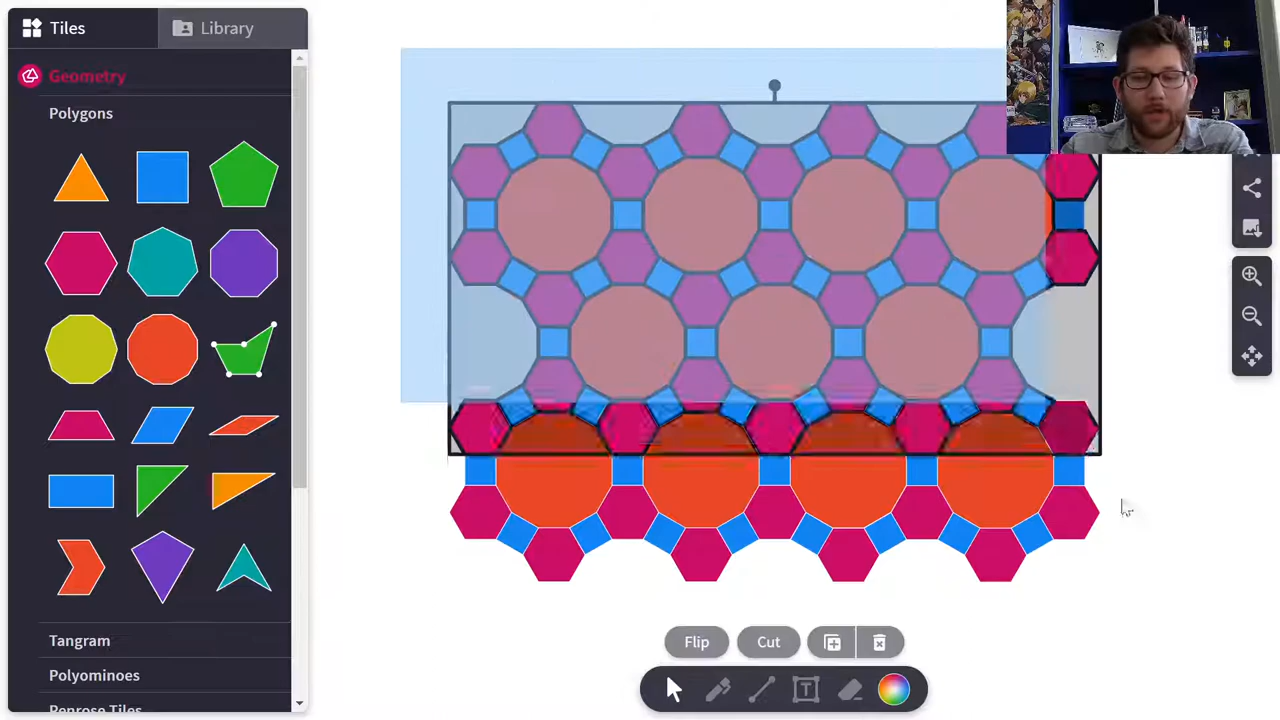 Tiles
Library
Geometry
Polygons
Tangram
Polyominoes
Penrose Tiles
Flip
Cut
T